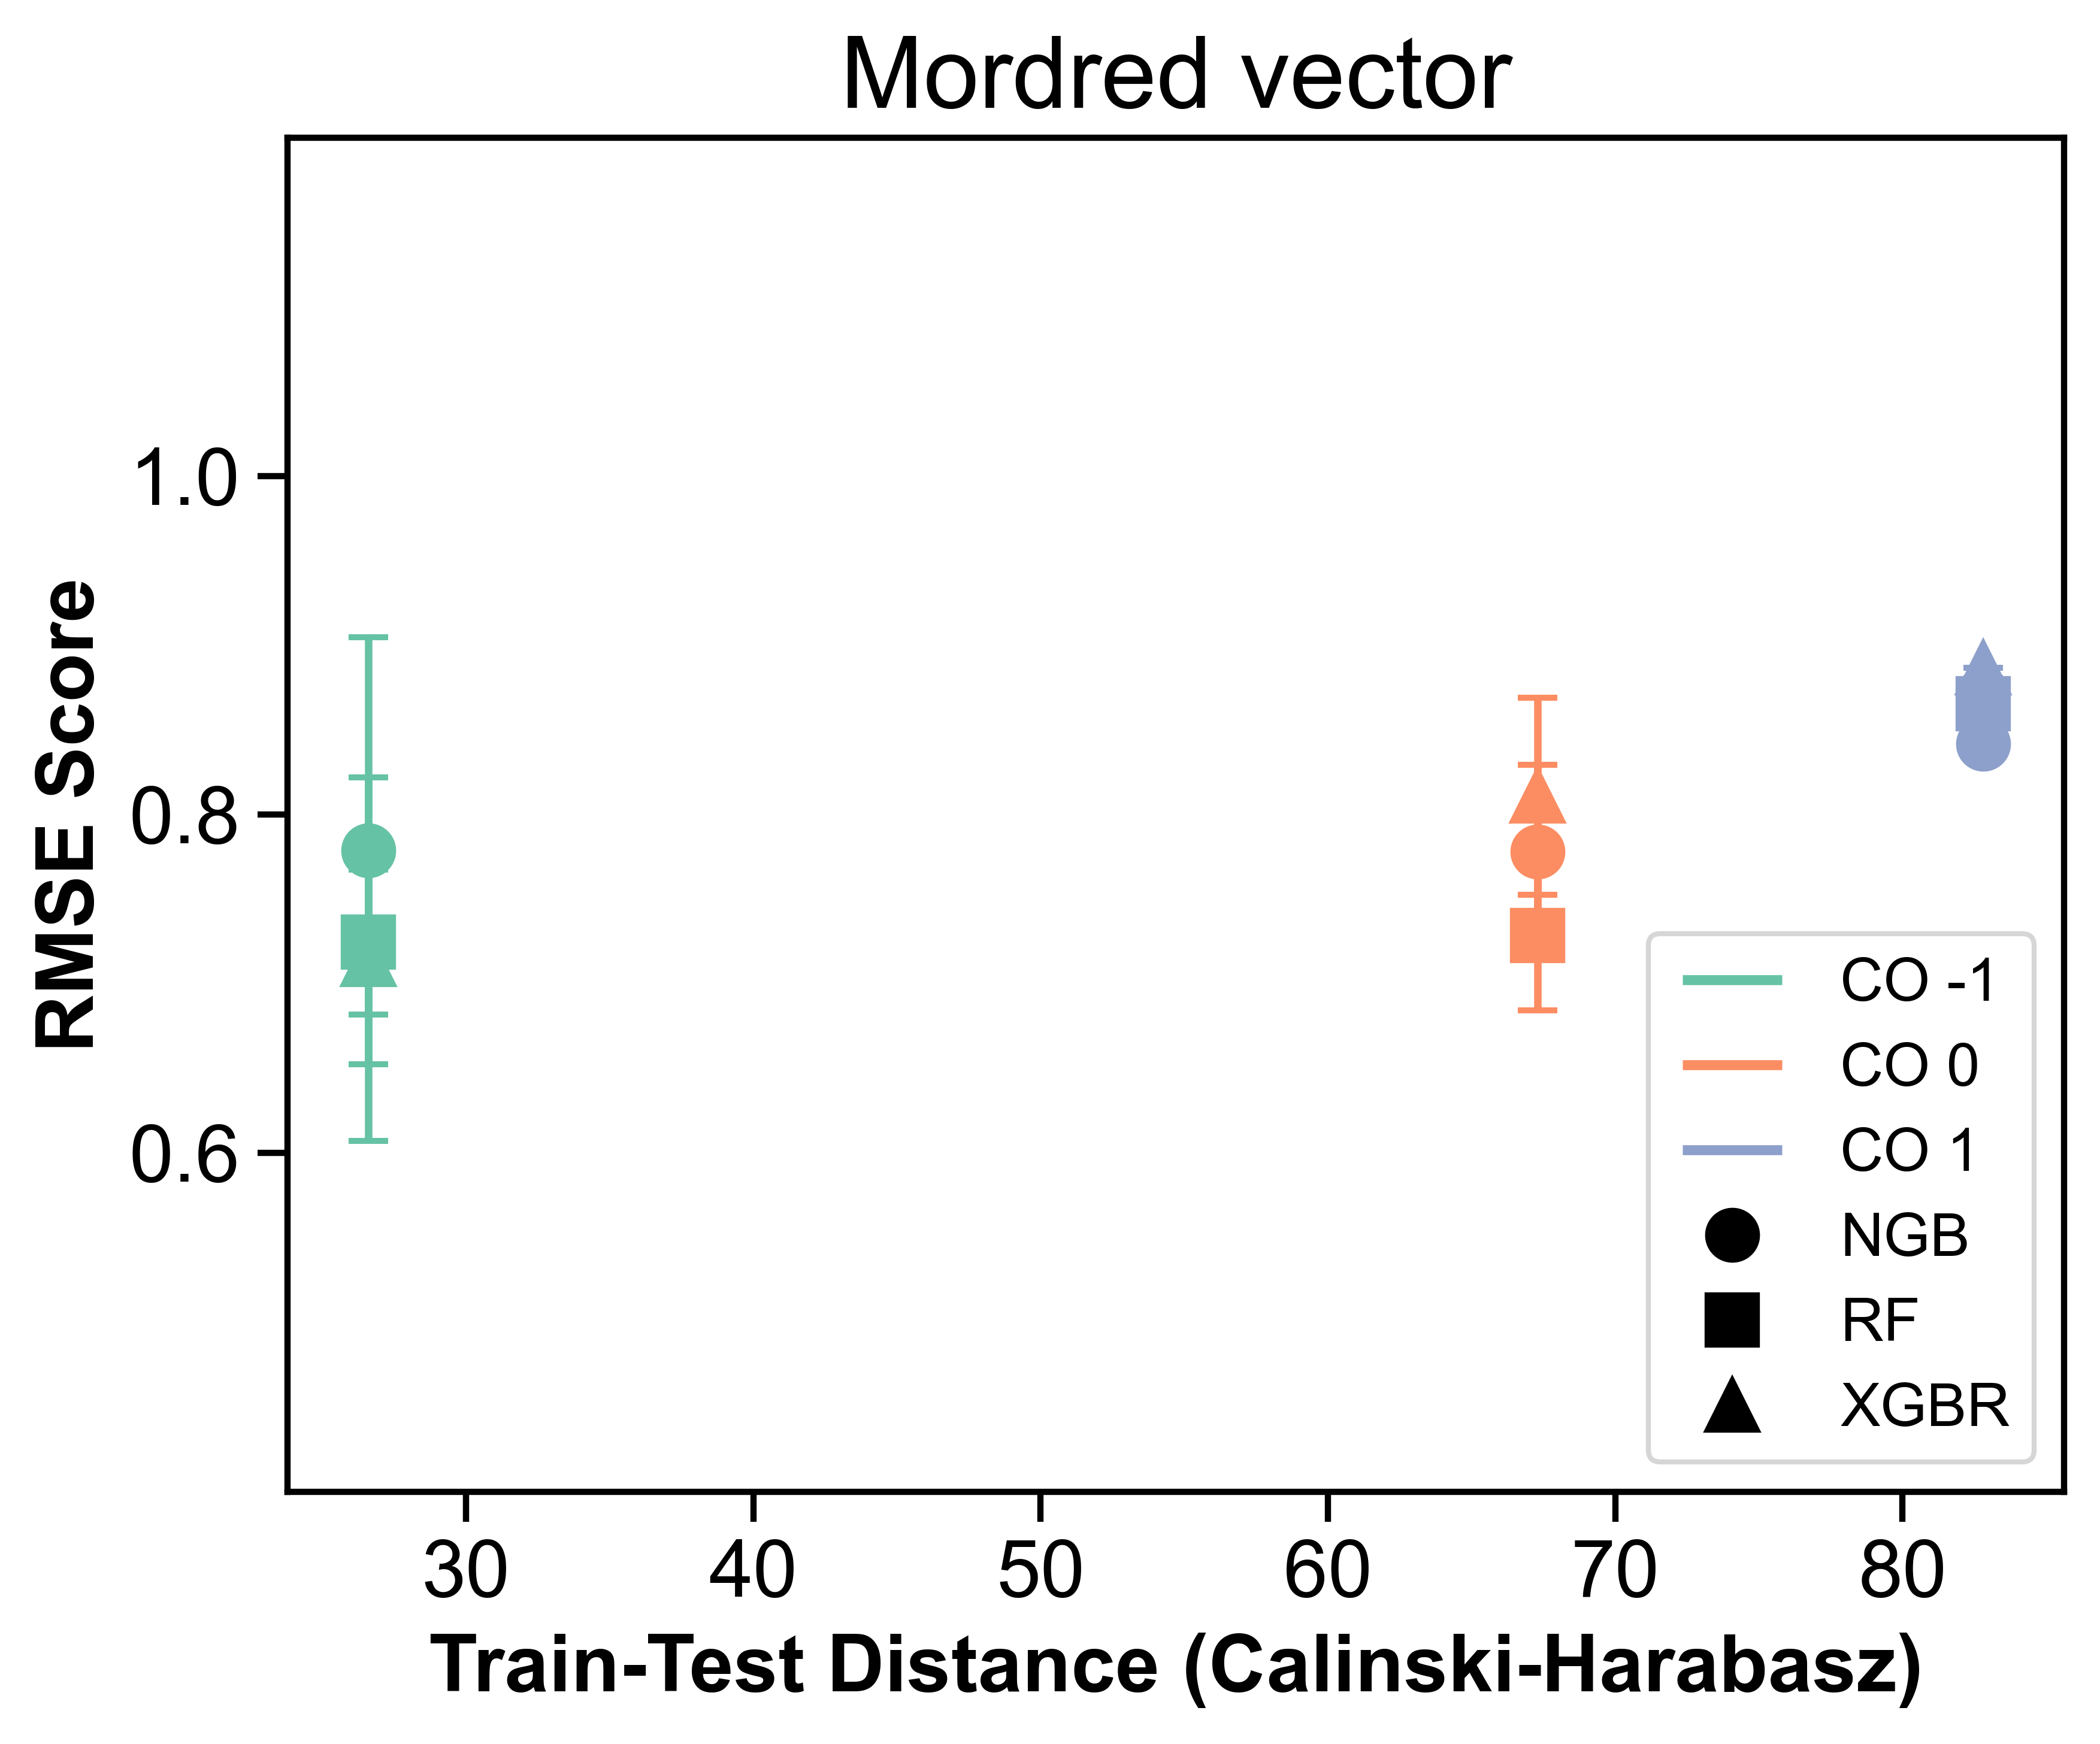 Mordred vector
RMSE Score
1.0
0.8
0.6
CO -1
CO 0
CO 1
NGB
RF
XGBR
30 40 50 60 70 80
Train-Test Distance (Calinski-Harabasz)